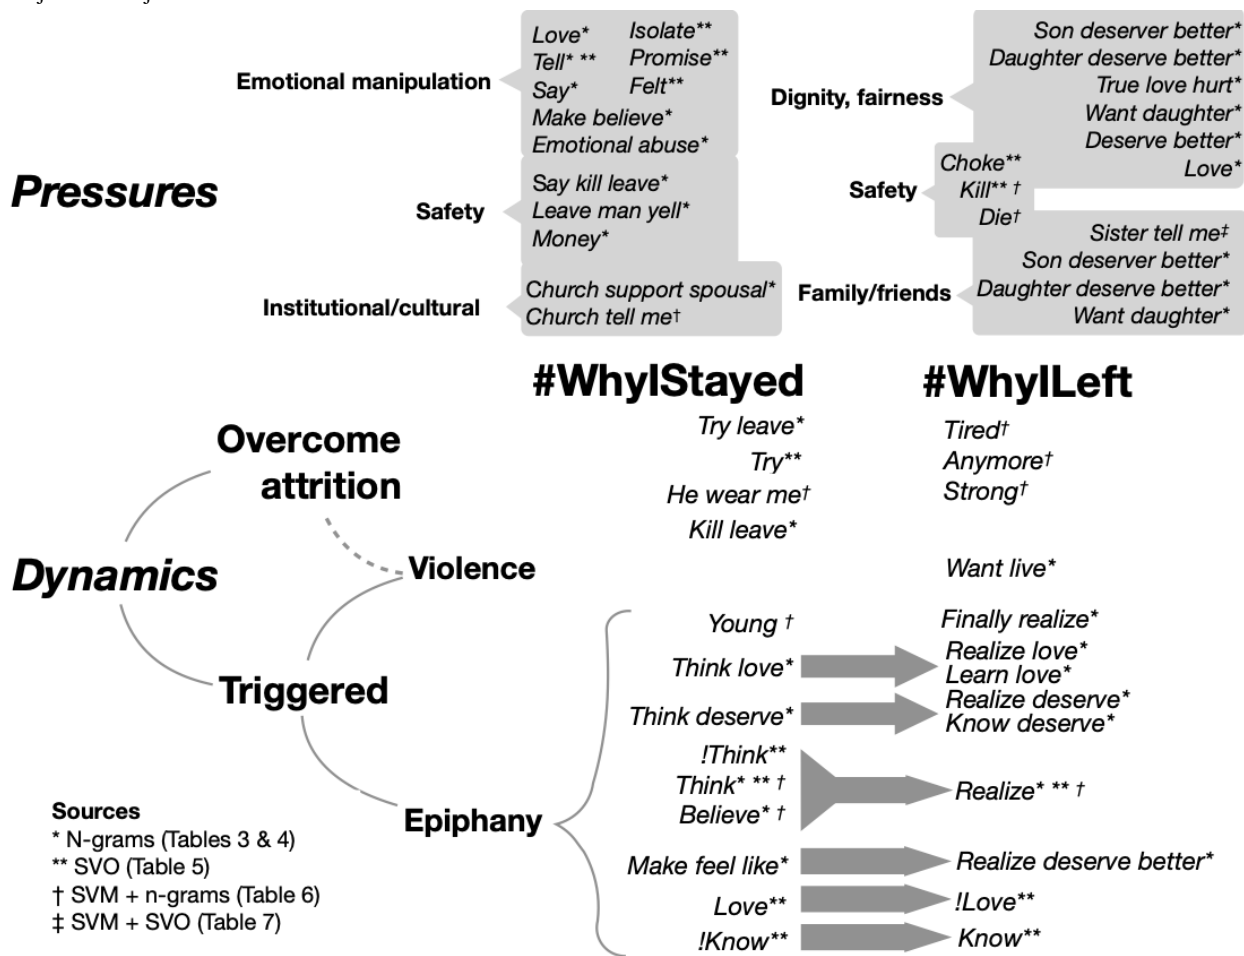 Pressures
Emotional manipulation
Love*
Isolate**
Tell* **
Promise**
Say*
Felt**
Make believe*
Emotional abuse*
Safety
Say kill leave*
Leave man yell*
Money*
Institutional/cultural
Church support spousal*
Church tell me†
Dignity, fairness
Son deserver better*
Daughter deserve better*
True love hurt*
Want daughter*
Deserve better*
Love*
Safety
Choke**
Kill** †
Die†
Family/friends
Sister tell me‡
Son deserver better*
Daughter deserve better*
Want daughter*
#WhyIStayed
#WhyILeft
Dynamics
Overcome
attrition
Try leave*
Try**
He wear me†
Kill leave*
Tired†
Anymore†
Strong†
Violence
Want live*
Triggered
Epiphany
Young †
Finally realize*
Think love*
Realize love*
Learn love*
Think deserve*
Realize deserve*
Know deserve*
!Think**
Think* ** †
Believe* †
Realize* ** †
Make feel like*
Realize deserve better*
Love**
!Love**
!Know**
Know**
Sources
* N-grams (Tables 3 & 4)
** SVO (Table 5)
† SVM + n-grams (Table 6)
‡ SVM + SVO (Table 7)